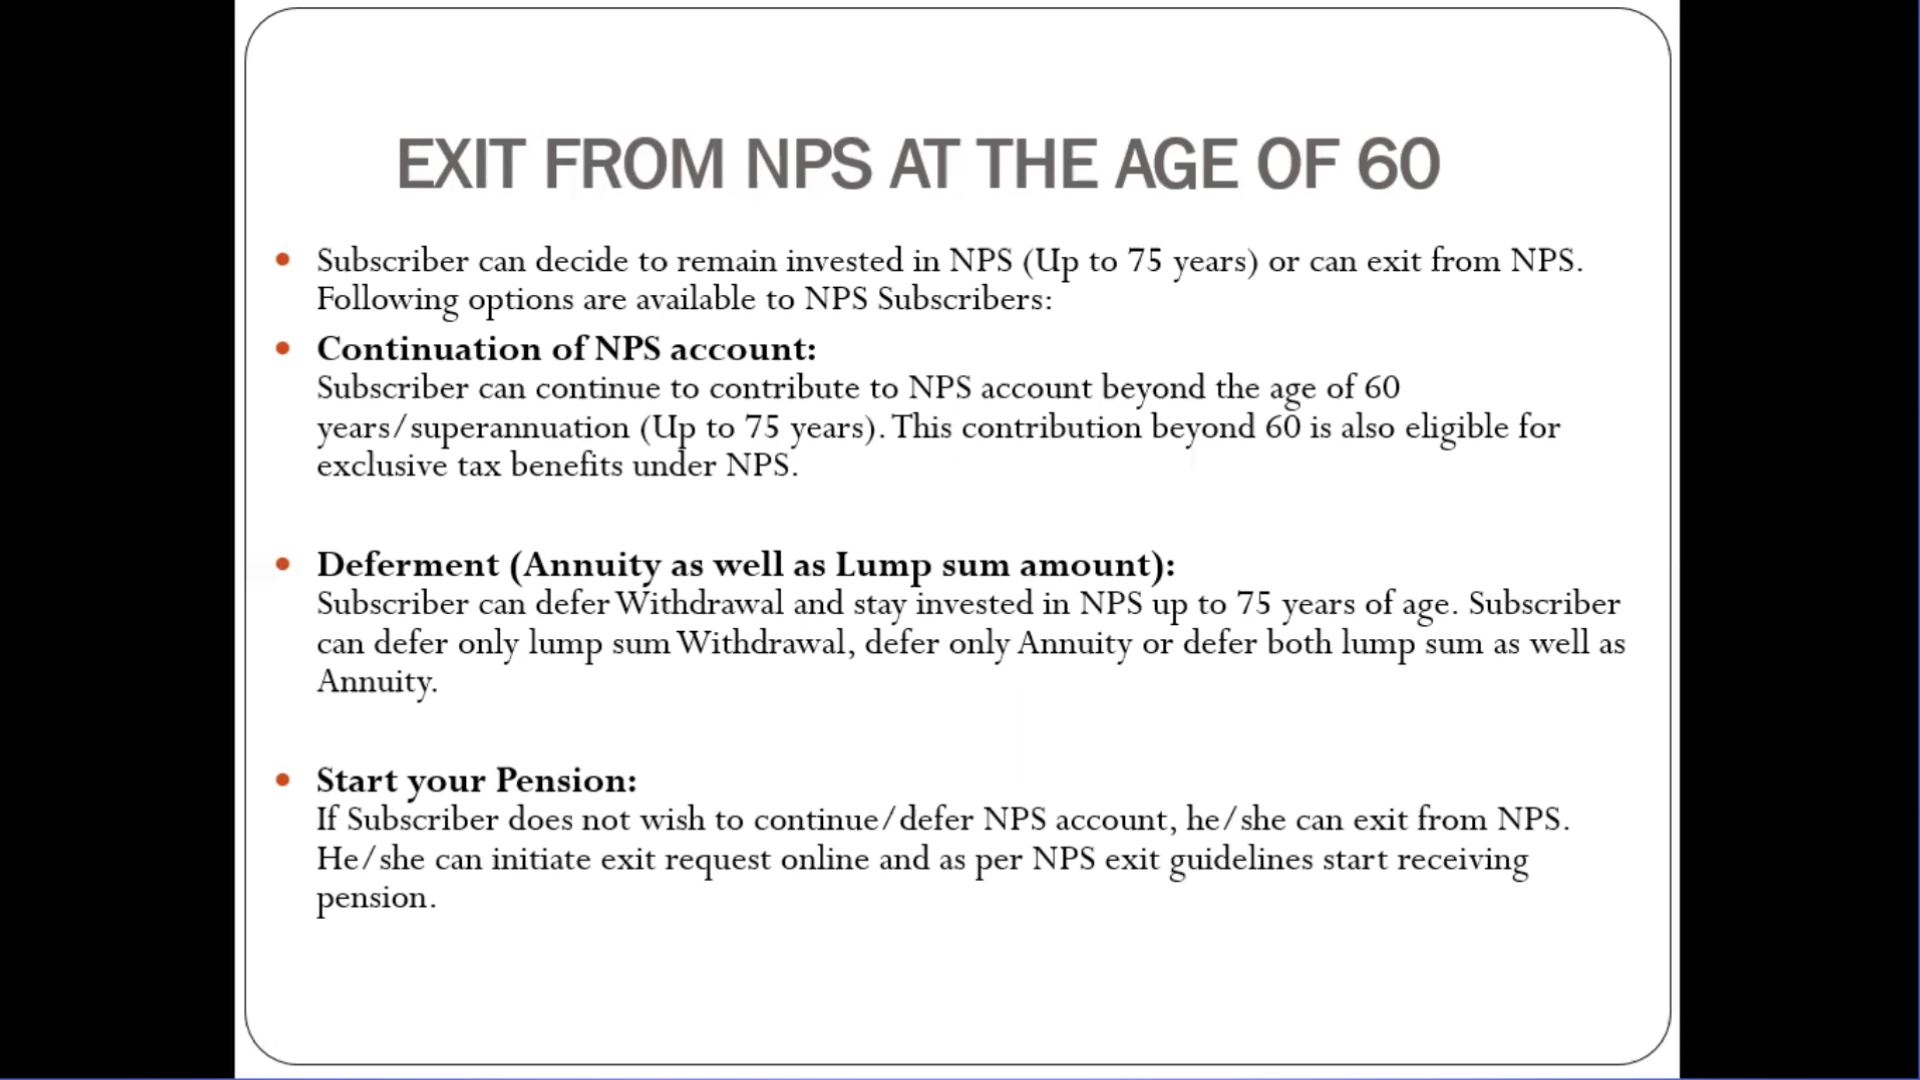 EXIT FROM NPS AT THE AGE OF 60
• Subscriber can decide to remain invested in NPS (Up to 75 years) or can exit from NPS.
Following options are available to NPS Subscribers:
• Continuation of NPS account:
Subscriber can continue to contribute to NPS account beyond the age of 60
years/superannuation (Up to 75 years). This contribution beyond 60 is also eligible for
exclusive tax benefits under NPS.
• Deferment (Annuity as well as Lump sum amount):
Subscriber can defer Withdrawal and stay invested in NPS up to 75 years of age. Subscriber
can defer only lump sum Withdrawal, defer only Annuity or defer both lump sum as well as
Annuity.
• Start your Pension:
If Subscriber does not wish to continue/defer NPS account, he/she can exit from NPS.
He/she can initiate exit request online and as per NPS exit guidelines start receiving
pension.